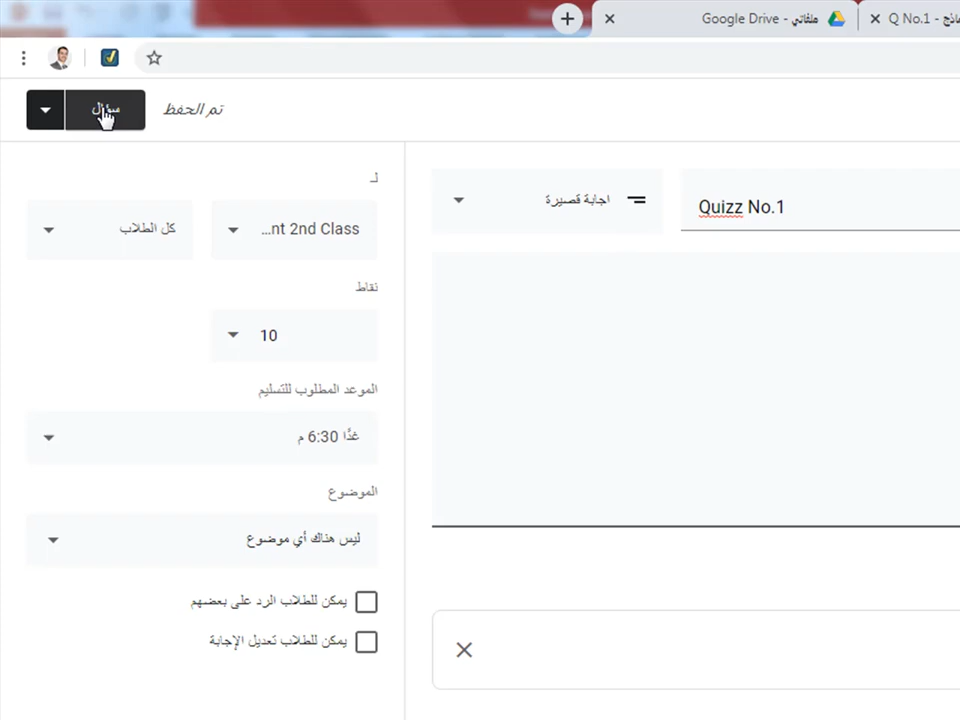 ملفاتي - Google Drive
Q No.1 - نماذج
سؤال
تم الحفظ
لـ
كل الطلاب
...nt 2nd Class
نقاط
10
الموعد المطلوب للتسليم
غدًا 6:30 م
الموضوع
ليس هناك أي موضوع
يمكن للطلاب الرد على بعضهم
يمكن للطلاب تعديل الإجابة
اجابة قصيرة
Quizz No.1